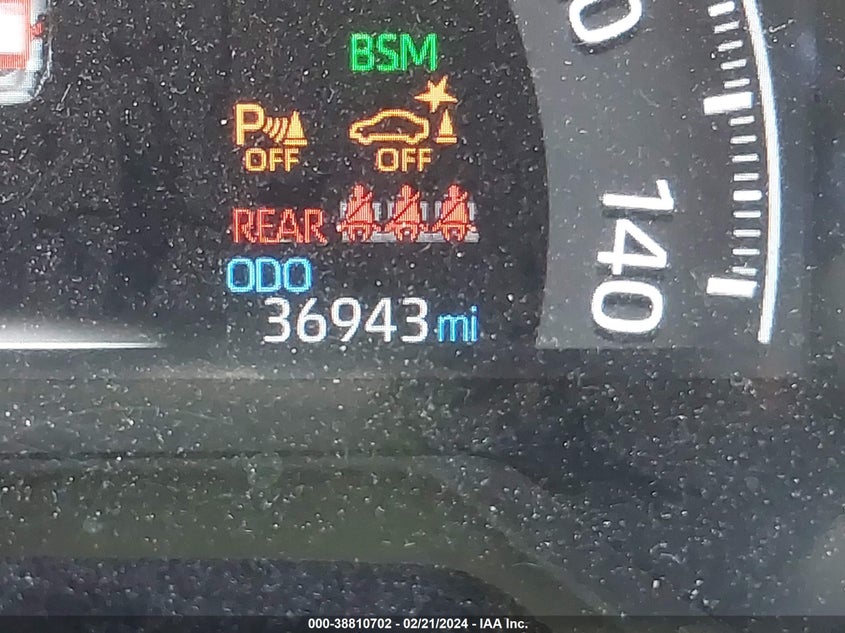 BSM
P OFF
OFF
REAR
ODO
36943 mi
140
000-38810702 - 02/21/2024 - IAA Inc.